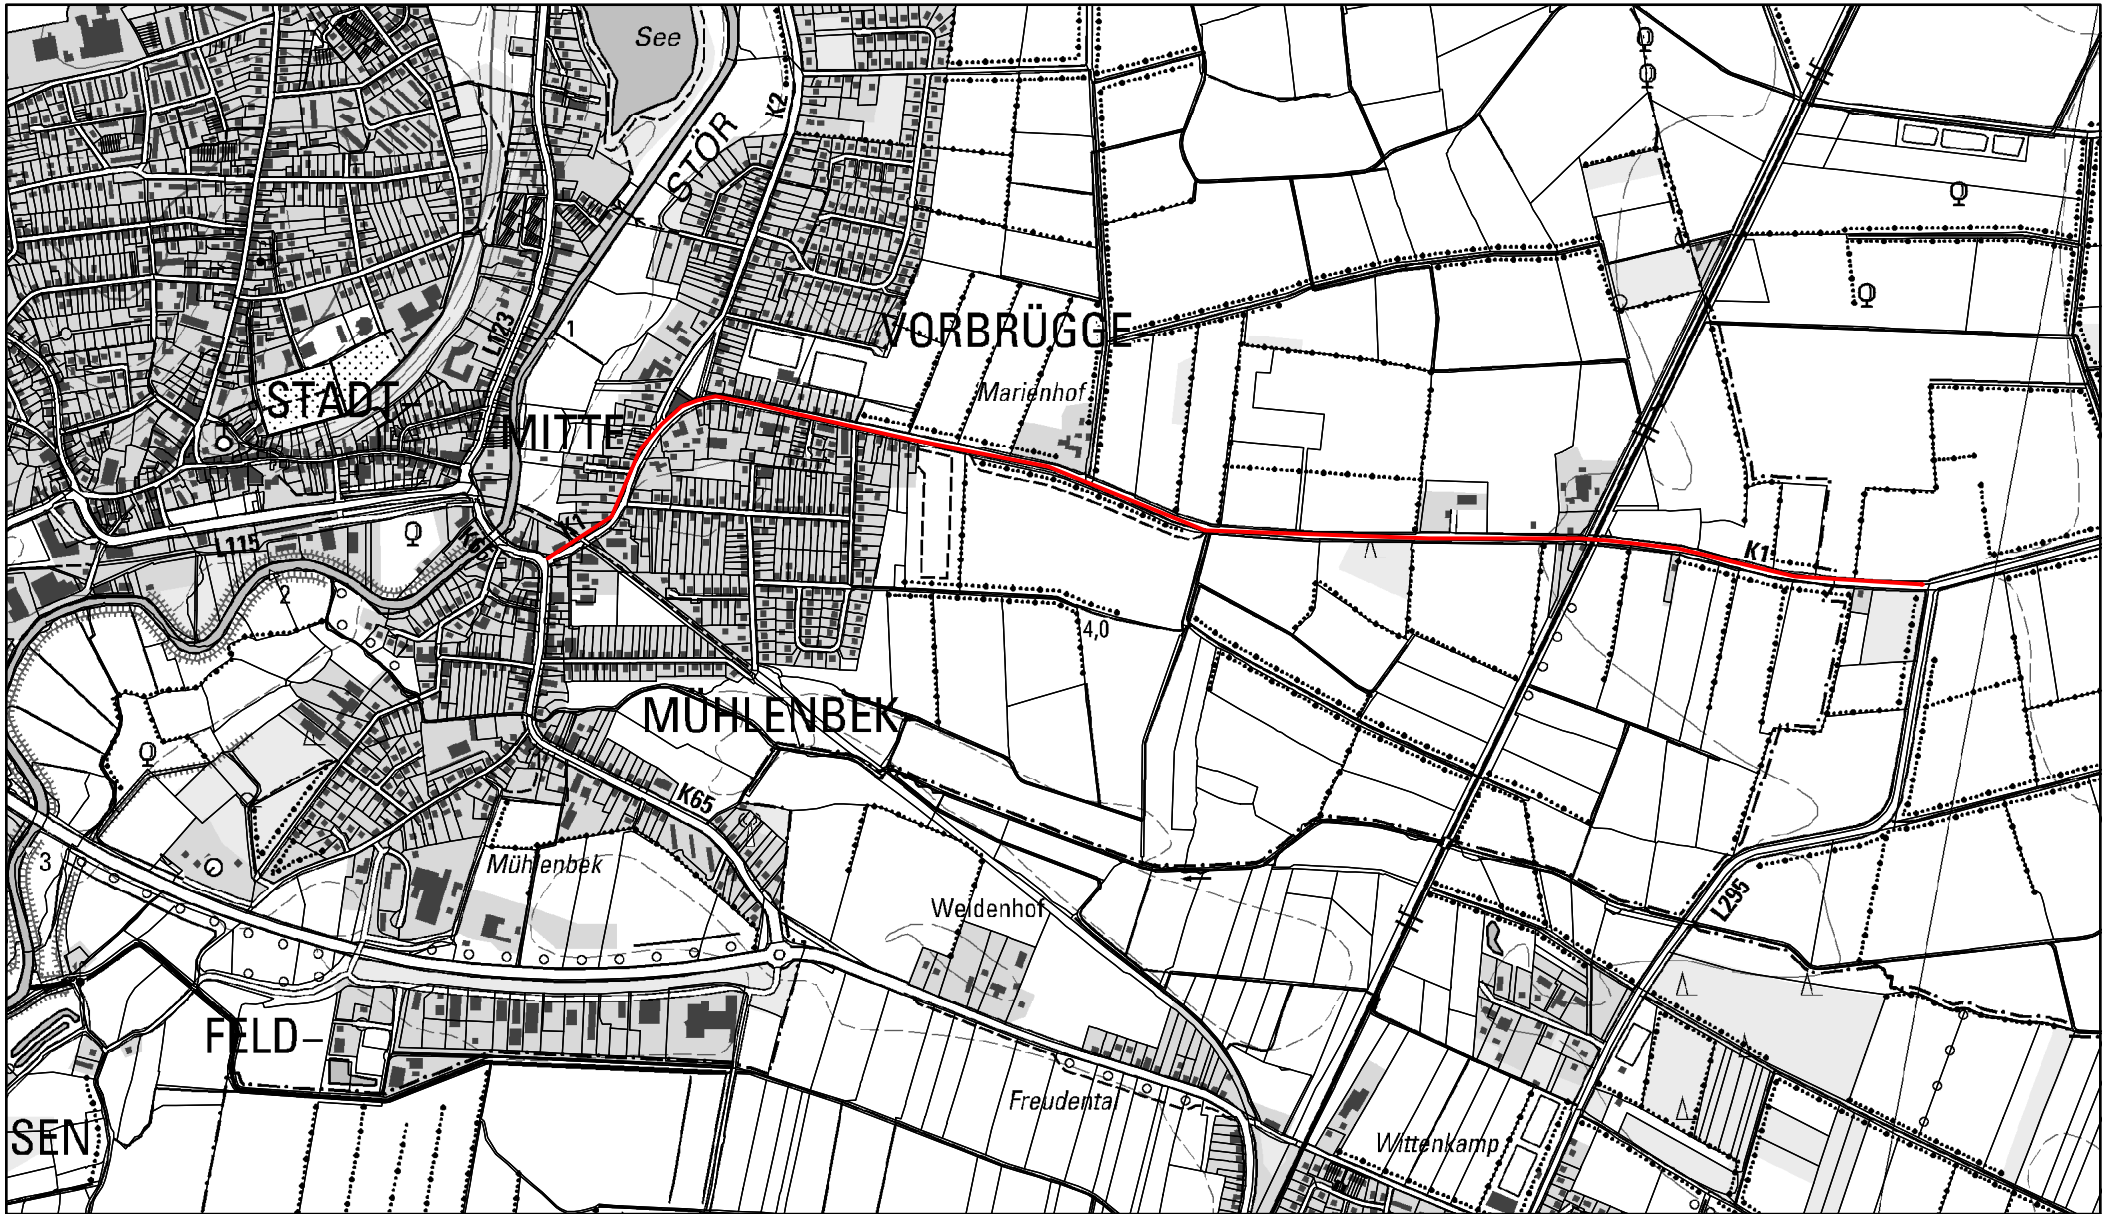 See
K2
STÖR
L123
1
VORBRÜGGE
Marienhof
STADT-
MITTE
K1
K65
L115
K1
2
4,0
MÜHLENBEK
K65
3
Mühlenbek
Weidenhof
L295
FELD-
Freudental
SEN
Wittenkamp